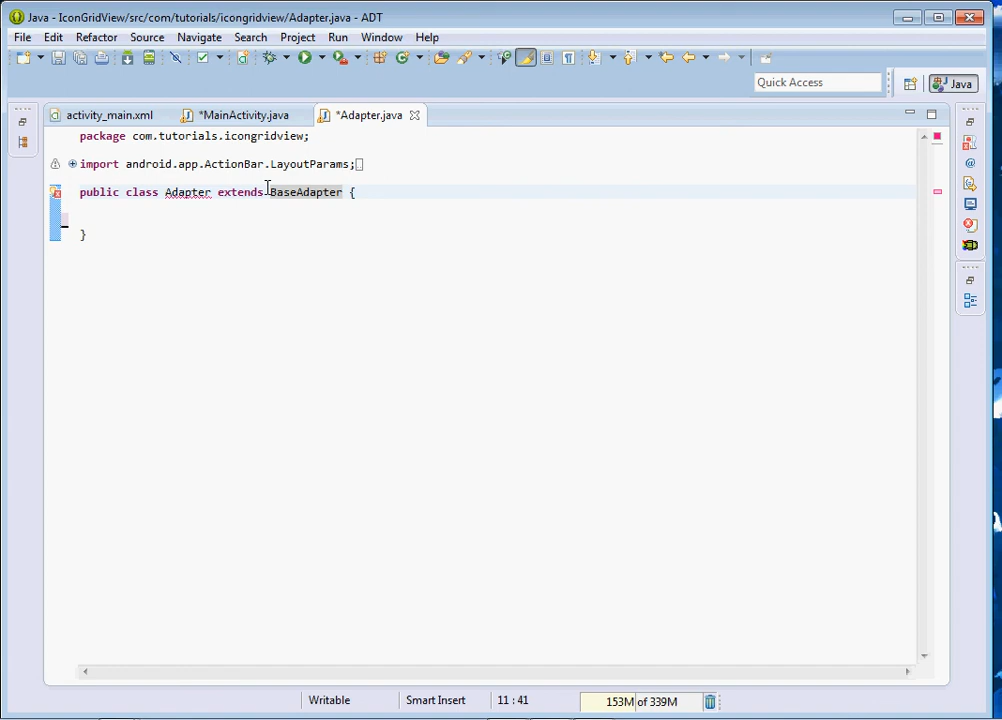 Java - IconGridView/src/com/tutorials/icongridview/Adapter.java - ADT
File Edit Refactor Source Navigate Search Project Run Window Help
Quick Access
Java
activity_main.xml *MainActivity.java *Adapter.java
package com.tutorials.icongridview;
import android.app.ActionBar.LayoutParams;
public class Adapter extends BaseAdapter {
}
Writable Smart Insert 11 : 41 153M of 339M